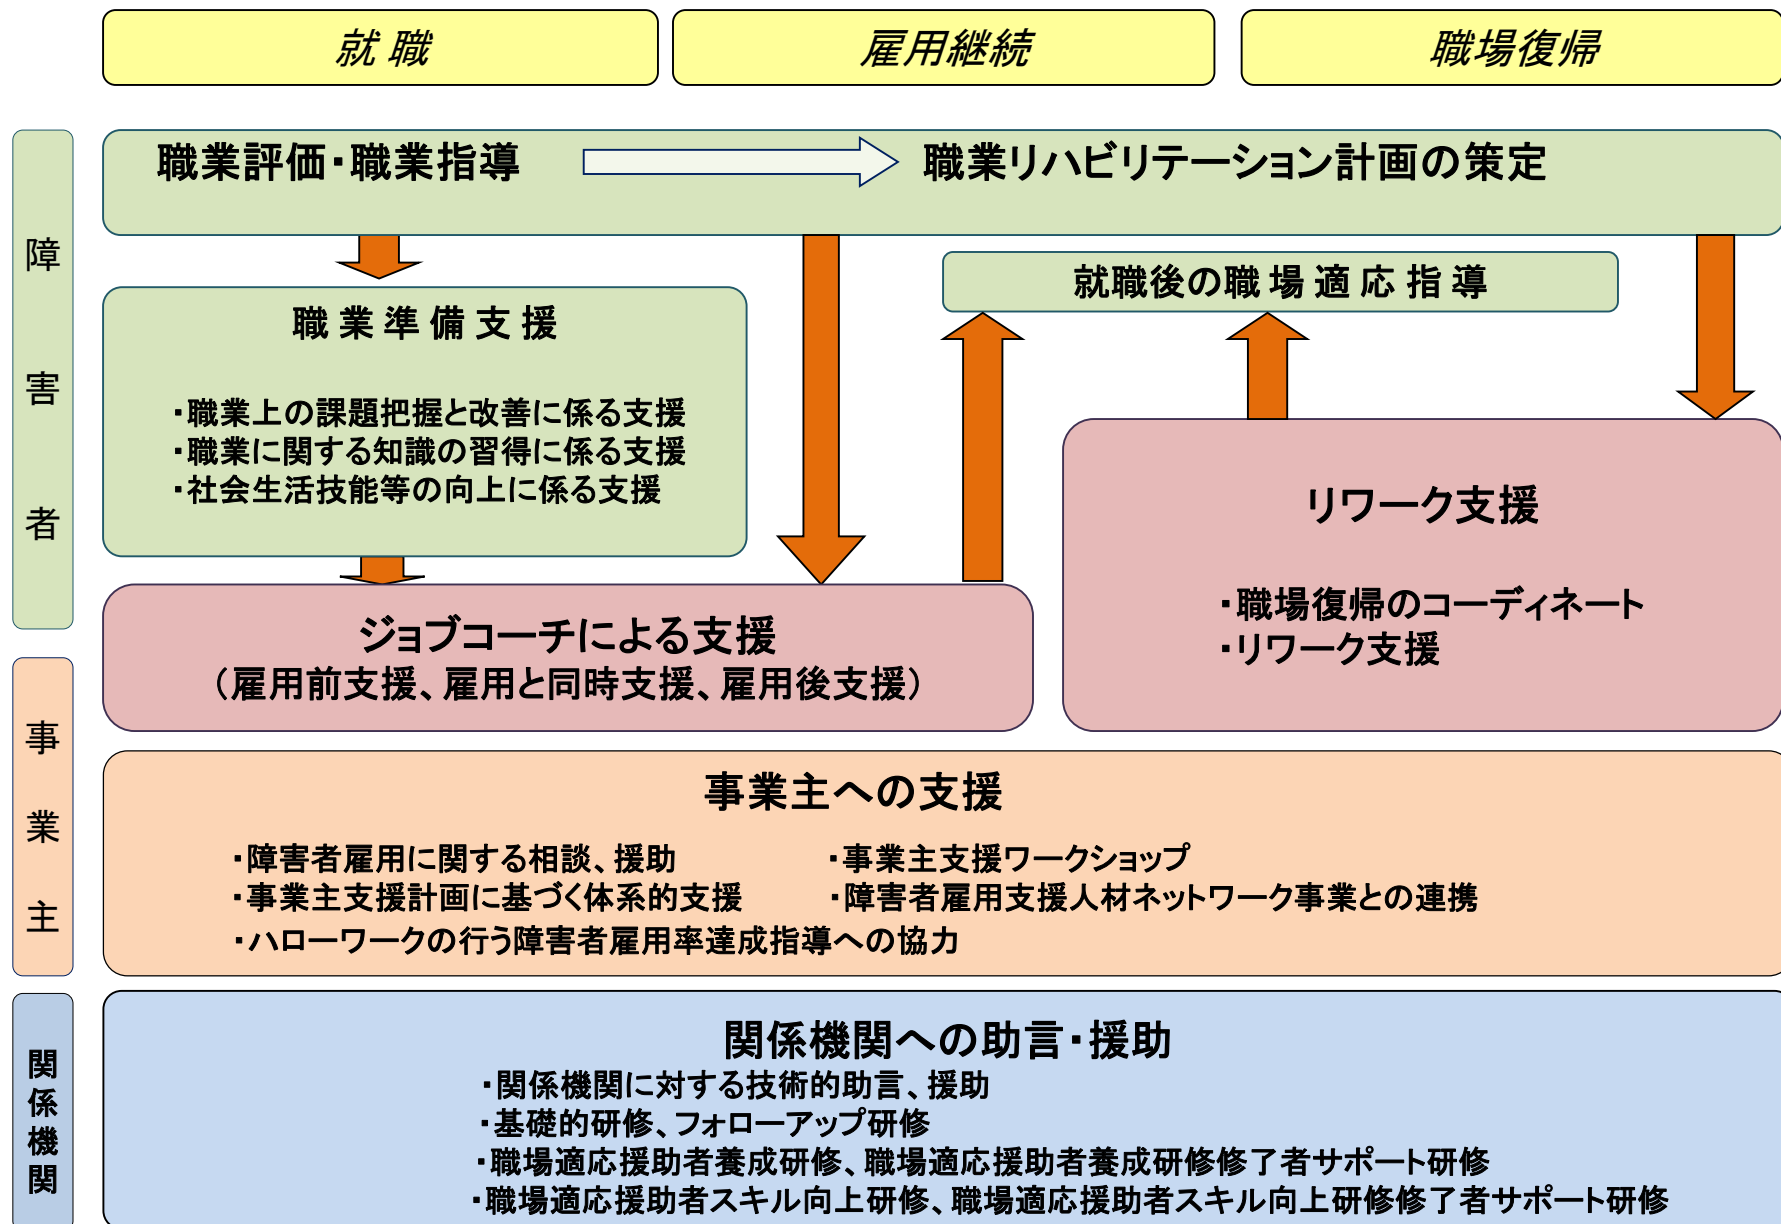 就 職
雇用継続
職場復帰
障害者
職業評価・職業指導
職業リハビリテーション計画の策定
就職後の職場適応指導
職業準備支援
・職業上の課題把握と改善に係る支援
・職業に関する知識の習得に係る支援
・社会生活技能等の向上に係る支援
リワーク支援
・職場復帰のコーディネート
・リワーク支援
ジョブコーチによる支援
（雇用前支援、雇用と同時支援、雇用後支援）
事業主
事業主への支援
・障害者雇用に関する相談、援助
・事業主支援ワークショップ
・事業主支援計画に基づく体系的支援
・障害者雇用支援人材ネットワーク事業との連携
・ハローワークの行う障害者雇用率達成指導への協力
関係機関
関係機関への助言・援助
・関係機関に対する技術的助言、援助
・基礎的研修、フォローアップ研修
・職場適応援助者養成研修、職場適応援助者養成研修修了者サポート研修
・職場適応援助者スキル向上研修、職場適応援助者スキル向上研修修了者サポート研修